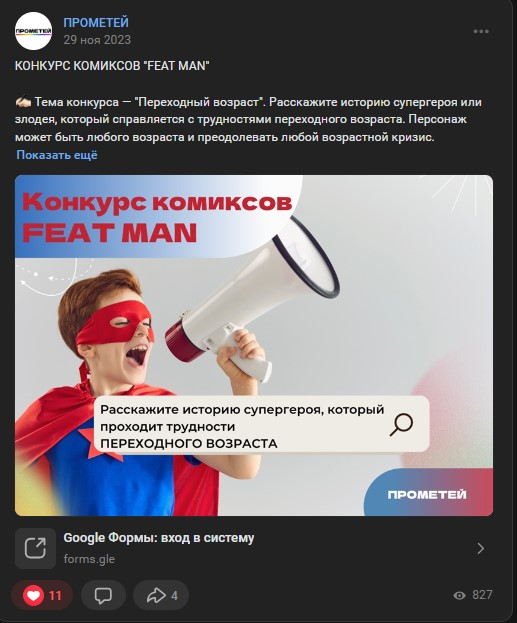 ПРОМЕТЕЙ
ПРОМЕТЕЙ
29 ноя 2023
КОНКУРС КОМИКСОВ "FEAT MAN"
✍🏻 Тема конкурса — "Переходный возраст". Расскажите историю супергероя или
злодея, который справляется с трудностями переходного возраста. Персонаж
может быть любого возраста и преодолевать любой возрастной кризис.
Показать ещё
Конкурс комиксов
FEAT MAN
Расскажите историю супергероя, который
проходит трудности
ПЕРЕХОДНОГО ВОЗРАСТА
ПРОМЕТЕЙ
Google Формы: вход в систему
forms.gle
11
4
827